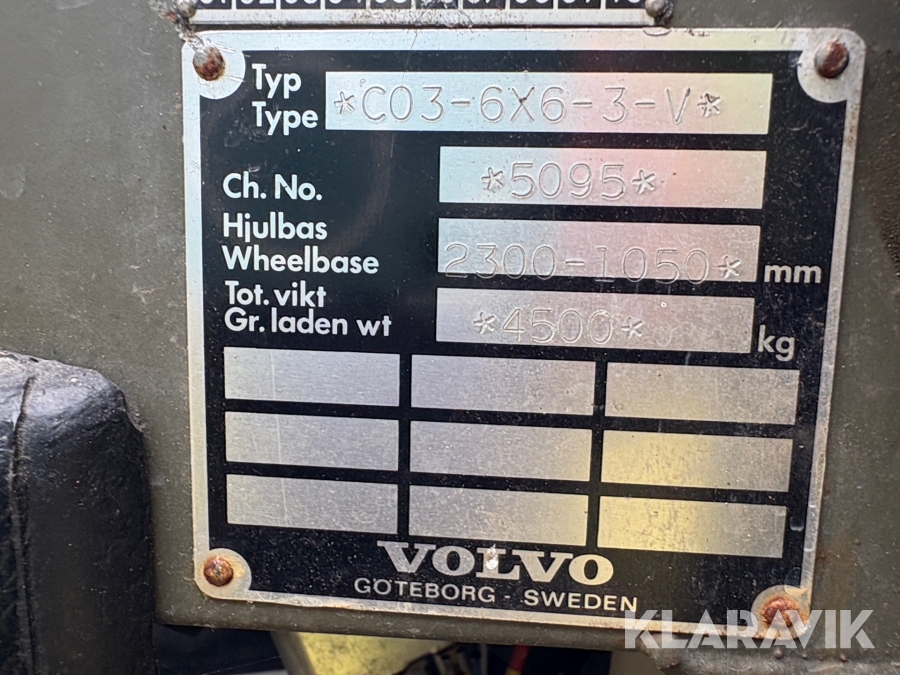 Typ
Type *C03-6X6-3-V*
Ch. No. *5095*
Hjulbas
Wheelbase 2300-1050* mm
Tot. vikt
Gr. laden wt *4500* kg
VOLVO
GÖTEBORG - SWEDEN
KLARAVIK